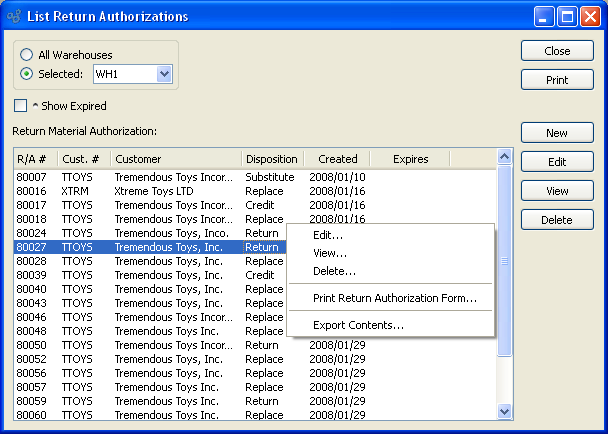 List Return Authorizations
All Warehouses
Selected: WH1
^ Show Expired
Return Material Authorization:
Close
Print
New
Edit
View
Delete
R/A # Cust. # Customer Disposition Created Expires
80007 TTOYS Tremendous Toys Incor... Substitute 2008/01/10
80016 XTRM Xtreme Toys LTD Replace 2008/01/16
80017 TTOYS Tremendous Toys Incor... Credit 2008/01/16
80018 TTOYS Tremendous Toys Incor... Replace 2008/01/16
80024 TTOYS Tremendous Toys, Inco. Return
80027 TTOYS Tremendous Toys, Inc. Return
80028 TTOYS Tremendous Toys, Inc. Replace
80039 TTOYS Tremendous Toys Inc. Credit
80040 TTOYS Tremendous Toys, Inc. Replace
80043 TTOYS Tremendous Toys, Inc. Replace
80046 TTOYS Tremendous Toys Incor... Replace
80048 TTOYS Tremendous Toys Inc. Replace
80050 TTOYS Tremendous Toys Incor... Return 2008/01/29
80052 TTOYS Tremendous Toys, Inc. Replace 2008/01/29
80056 TTOYS Tremendous Toys, Inc. Replace 2008/01/29
80057 TTOYS Tremendous Toys, Inc. Replace 2008/01/29
80059 TTOYS Tremendous Toys Inc. Return 2008/01/29
80060 TTOYS Tremendous Toys Inc. Replace 2008/01/29
Edit...
View...
Delete...
Print Return Authorization Form...
Export Contents...